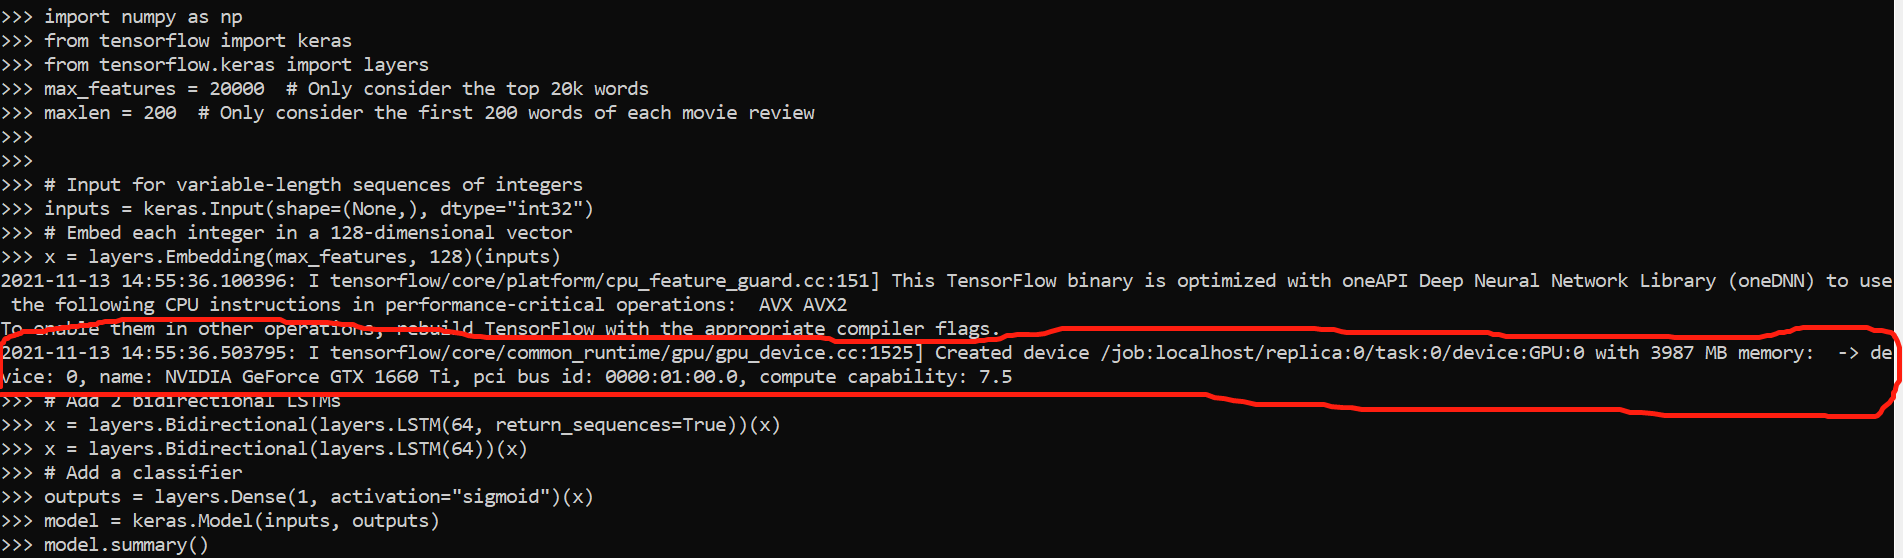 >>> import numpy as np
>>> from tensorflow import keras
>>> from tensorflow.keras import layers
>>> max_features = 20000  # Only consider the top 20k words
>>> maxlen = 200  # Only consider the first 200 words of each movie review
>>>
>>>
>>> # Input for variable-length sequences of integers
>>> inputs = keras.Input(shape=(None,), dtype="int32")
>>> # Embed each integer in a 128-dimensional vector
>>> x = layers.Embedding(max_features, 128)(inputs)
2021-11-13 14:55:36.100396: I tensorflow/core/platform/cpu_feature_guard.cc:151] This TensorFlow binary is optimized with oneAPI Deep Neural Network Library (oneDNN) to use
 the following CPU instructions in performance-critical operations:  AVX AVX2
To enable them in other operations, rebuild TensorFlow with the appropriate compiler flags.
2021-11-13 14:55:36.503795: I tensorflow/core/common_runtime/gpu/gpu_device.cc:1525] Created device /job:localhost/replica:0/task:0/device:GPU:0 with 3987 MB memory:  -> de
vice: 0, name: NVIDIA GeForce GTX 1660 Ti, pci bus id: 0000:01:00.0, compute capability: 7.5
>>> # Add 2 bidirectional LSTMs
>>> x = layers.Bidirectional(layers.LSTM(64, return_sequences=True))(x)
>>> x = layers.Bidirectional(layers.LSTM(64))(x)
>>> # Add a classifier
>>> outputs = layers.Dense(1, activation="sigmoid")(x)
>>> model = keras.Model(inputs, outputs)
>>> model.summary()